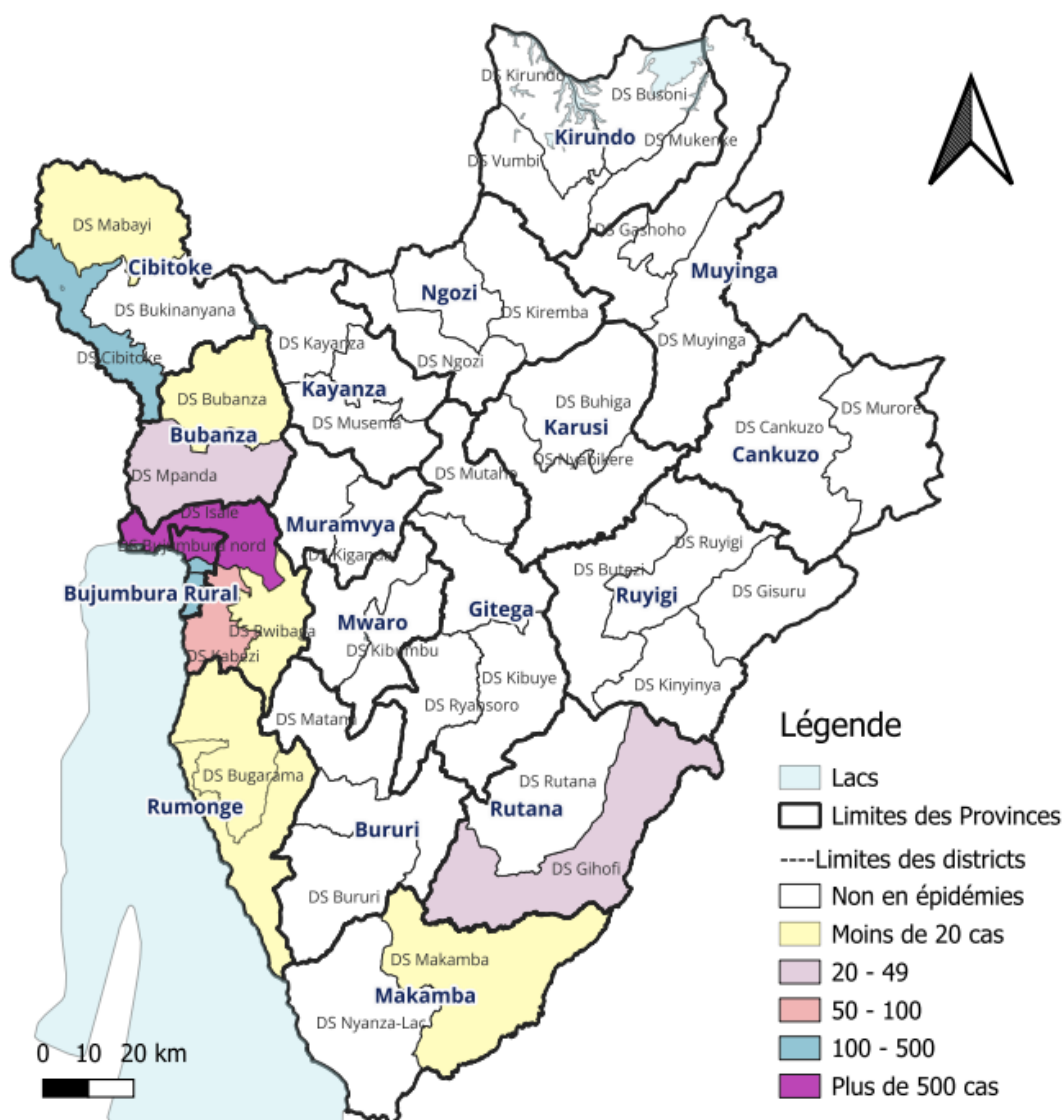 DS Kirundo
DS Busoni
Kirundo
DS Mukenke
DS Vumbi
DS Mabayi
DS Gashoho
Cibitoke
Muyinga
Ngozi
DS Bukinanyana
DS Kiremba
DS Kayanza
DS Muyinga
DS Cibitoke
DS Ngozi
Kayanza
DS Bubanza
DS Buhiga
DS Murore
DS Musema
Karusi
DS Cankuzo
Bubanza
Cankuzo
DS Nyabikere
DS Mpanda
DS Mutaho
DS Isale
Muramvya
DS Bujumbura nord
DS Ruyigi
DS Kiganda
DS Butezi
Bujumbura Rural
DS Gisuru
Ruyigi
Gitega
Mwaro
DS Rwibaga
DS Kibumbu
DS Kabezi
DS Kibuye
DS Kinyinya
DS Ryansoro
DS Matana
DS Bugarama
DS Rutana
Rumonge
Rutana
Bururi
DS Gihofi
DS Bururi
DS Makamba
Makamba
DS Nyanza-Lac
0 10 20 km
Légende
Lacs
Limites des Provinces
Limites des districts
Non en épidémies
Moins de 20 cas
20 - 49
50 - 100
100 - 500
Plus de 500 cas